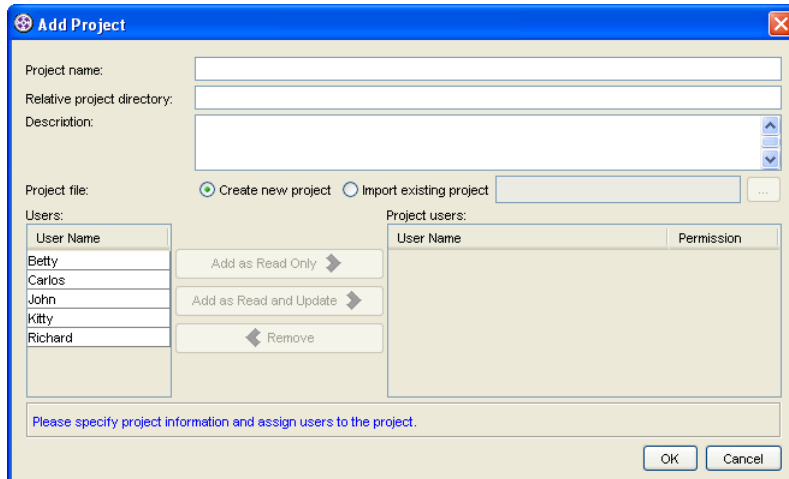 Add Project
Project name:
Relative project directory:
Description:
Project file:
Create new project
Import existing project
...
Users:
Project users:
User Name
User Name
Permission
Betty
Carlos
John
Kitty
Richard
Add as Read Only
Add as Read and Update
Remove
Please specify project information and assign users to the project.
OK
Cancel